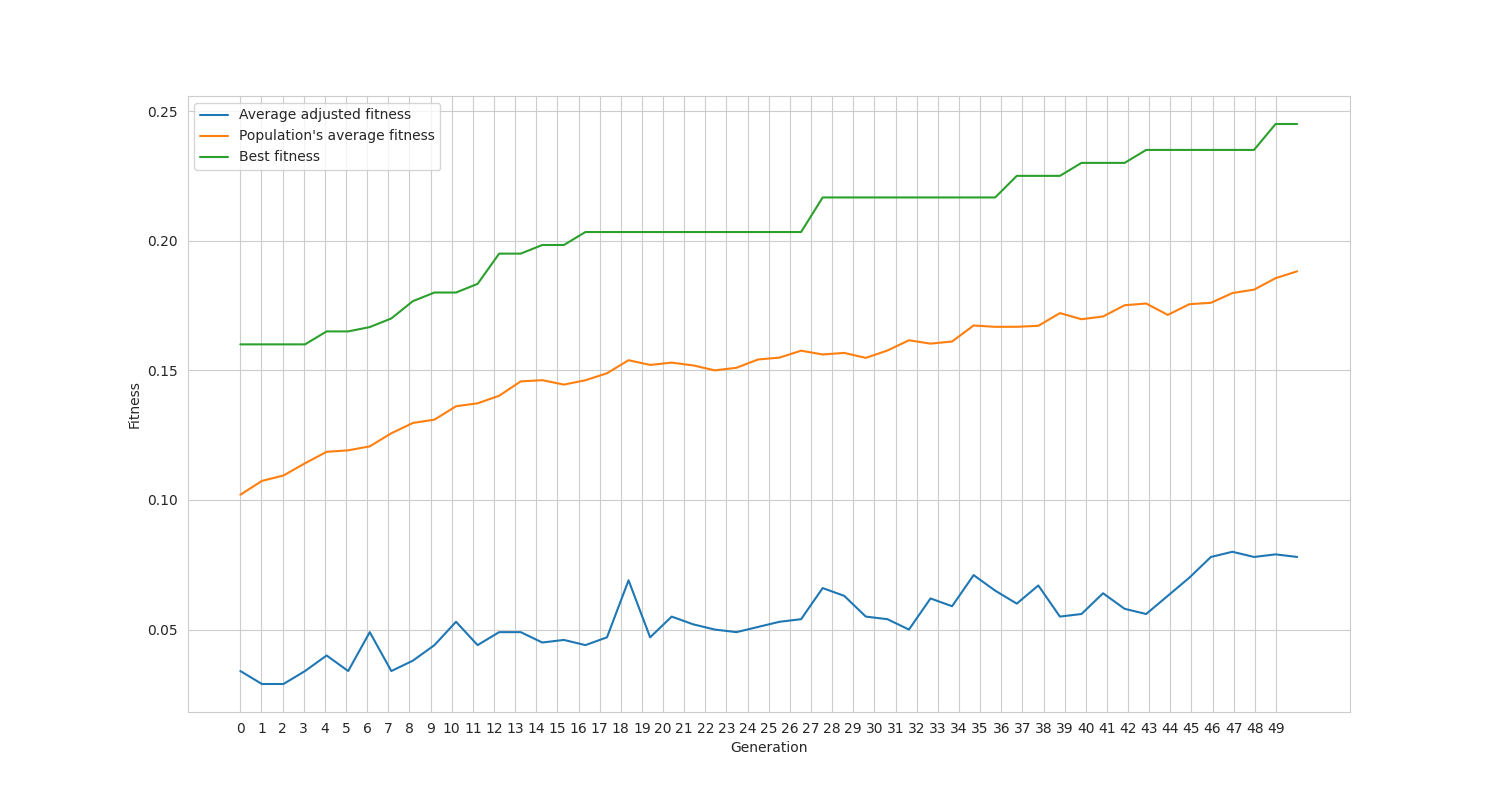 0.25
Average adjusted fitness
Population's average fitness
Best fitness
0.20
0.15
Fitness
0.10
0.05
0 1 2 3 4 5 6 7 8 9 10 11 12 13 14 15 16 17 18 19 20 21 22 23 24 25 26 27 28 29 30 31 32 33 34 35 36 37 38 39 40 41 42 43 44 45 46 47 48 49
Generation